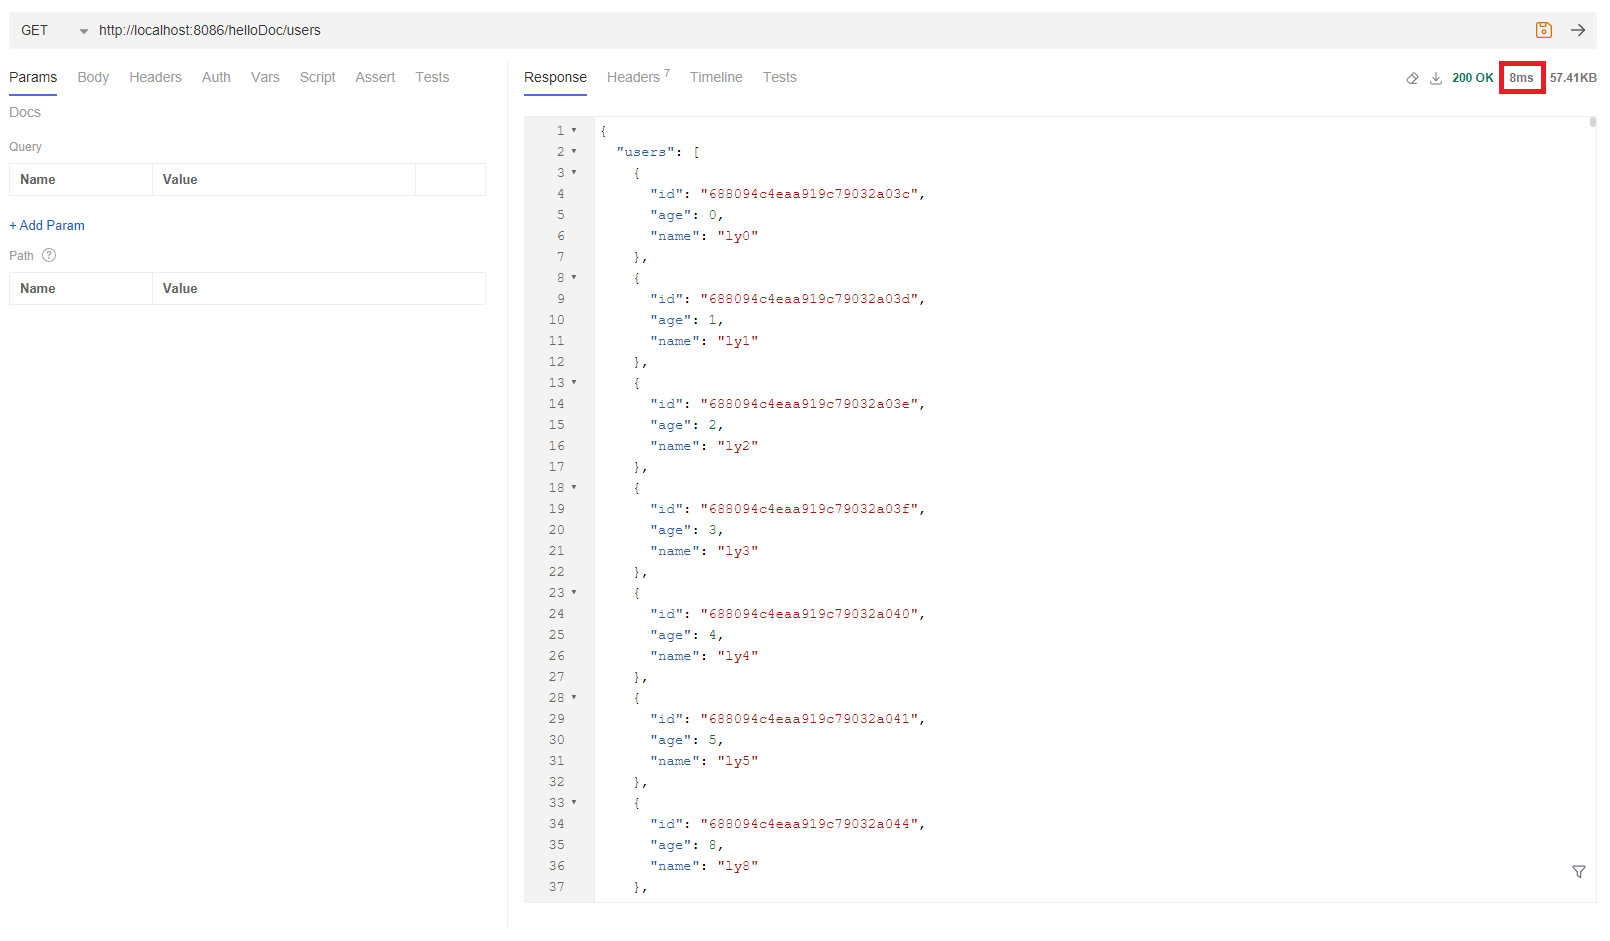 GET http://localhost:8086/helloDoc/users
Params Body Headers Auth Vars Script Assert Tests
Docs
Query
Name Value
+ Add Param
Path ?
Name Value
Response Headers 7 Timeline Tests 200 OK 8ms 57.41KB
1 {
2 "users": [
3 {
4 "id": "688094c4eaa919c79032a03c",
5 "age": 0,
6 "name": "ly0"
7 },
8 {
9 "id": "688094c4eaa919c79032a03d",
10 "age": 1,
11 "name": "ly1"
12 },
13 {
14 "id": "688094c4eaa919c79032a03e",
15 "age": 2,
16 "name": "ly2"
17 },
18 {
19 "id": "688094c4eaa919c79032a03f",
20 "age": 3,
21 "name": "ly3"
22 },
23 {
24 "id": "688094c4eaa919c79032a040",
25 "age": 4,
26 "name": "ly4"
27 },
28 {
29 "id": "688094c4eaa919c79032a041",
30 "age": 5,
31 "name": "ly5"
32 },
33 {
34 "id": "688094c4eaa919c79032a044",
35 "age": 8,
36 "name": "ly8"
37 },